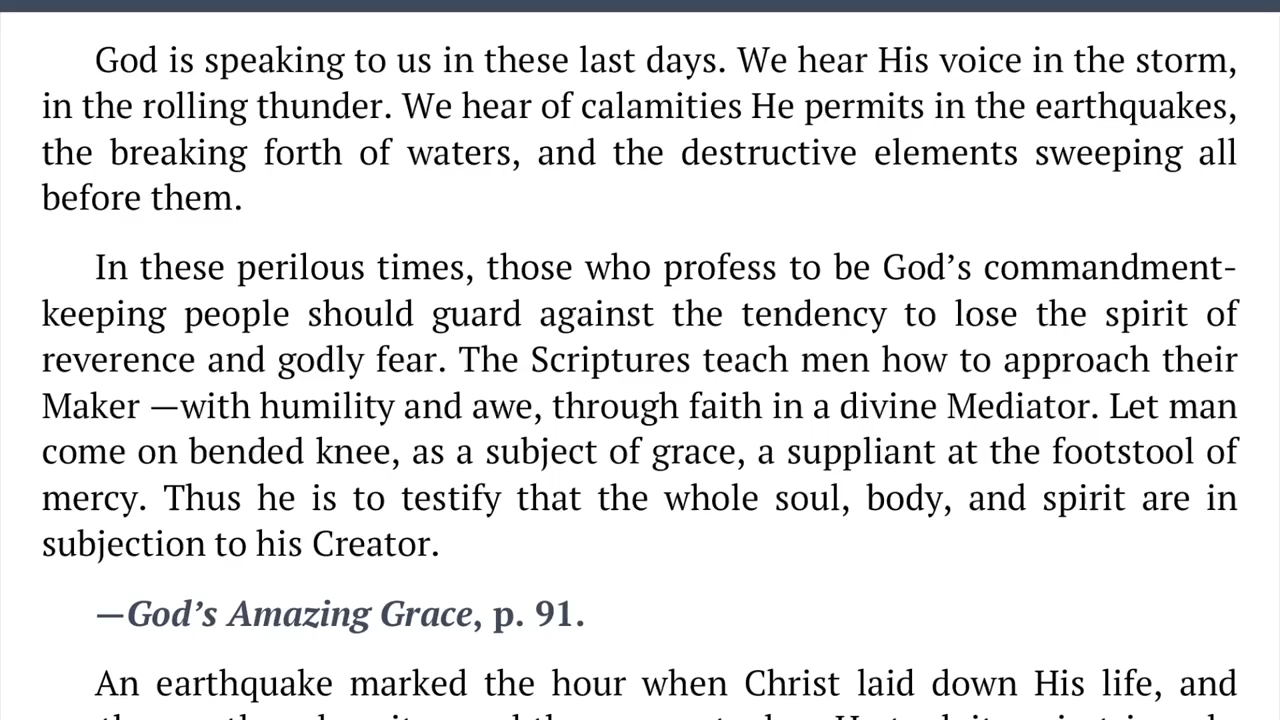 God is speaking to us in these last days. We hear His voice in the storm,
in the rolling thunder. We hear of calamities He permits in the earthquakes,
the breaking forth of waters, and the destructive elements sweeping all
before them.
In these perilous times, those who profess to be God’s commandment-
keeping people should guard against the tendency to lose the spirit of
reverence and godly fear. The Scriptures teach men how to approach their
Maker —with humility and awe, through faith in a divine Mediator. Let man
come on bended knee, as a subject of grace, a suppliant at the footstool of
mercy. Thus he is to testify that the whole soul, body, and spirit are in
subjection to his Creator.
—God’s Amazing Grace, p. 91.
An earthquake marked the hour when Christ laid down His life, and